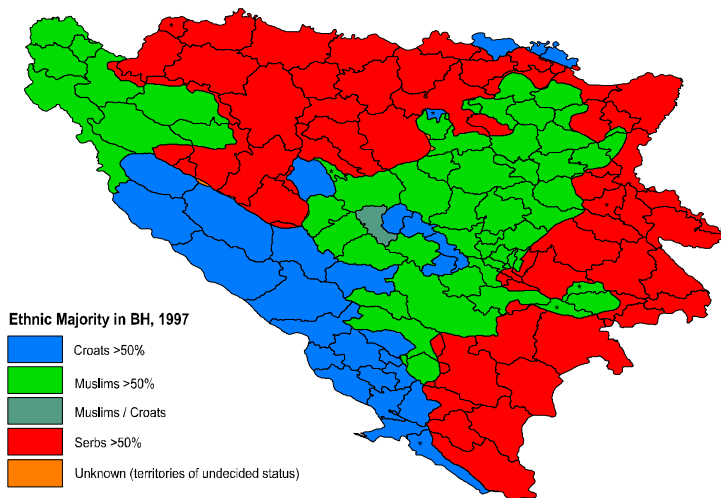 Ethnic Majority in BH, 1997
Croats >50%
Muslims >50%
Muslims / Croats
Serbs >50%
Unknown (territories of undecided status)